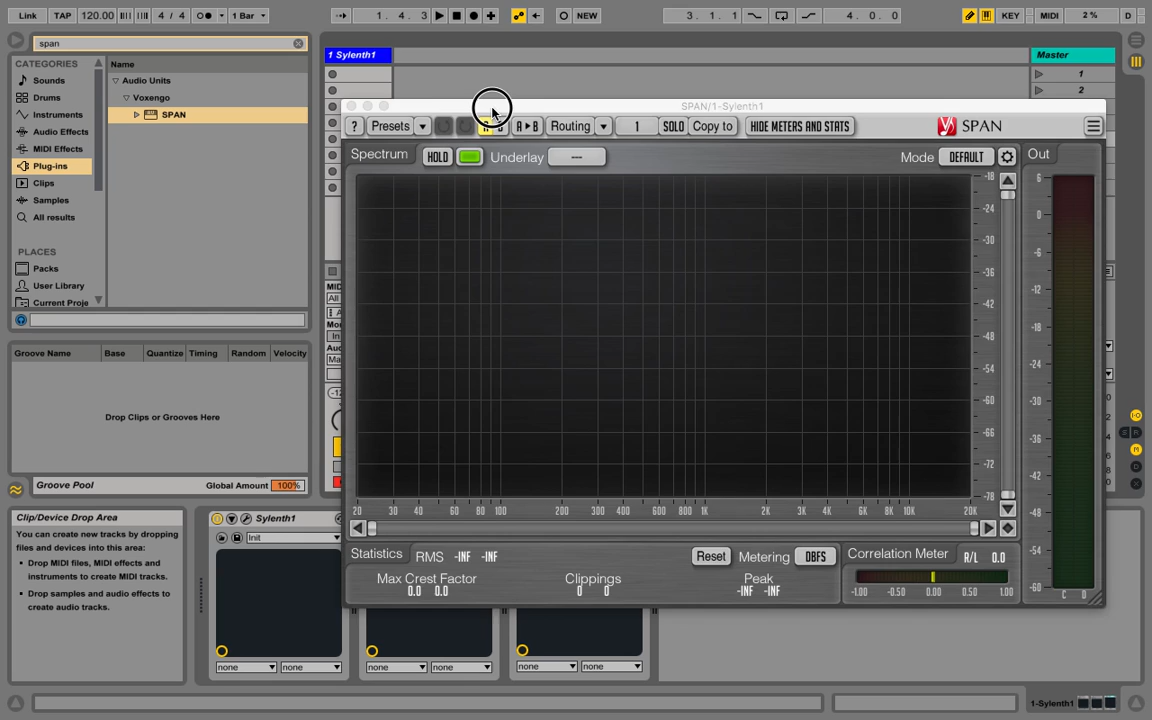 Link TAP 120.00 4 / 4 1 Bar 1. 4. 3 NEW 3. 1. 1 4. 0. 0 KEY MIDI 2 % D
span
CATEGORIES
Sounds
Drums
Instruments
Audio Effects
MIDI Effects
Plug-ins
Clips
Samples
All results
PLACES
Packs
User Library
Current Proje
Name
Audio Units
Voxengo
SPAN
1 Sylenth1
Master
1
2
SPAN/1-Sylenth1
? Presets A B A▸B Routing 1 SOLO Copy to HIDE METERS AND STATS SPAN
Spectrum HOLD Underlay --- Mode DEFAULT Out
-18
-24
-30
-36
-42
-48
-54
-60
-66
-72
-78
6
0
-6
-12
-18
-24
-30
-36
-42
-48
-54
-60
20 30 40 60 80 100 200 300 400 600 800 1K 2K 3K 4K 6K 8K 10K 20K
Statistics RMS -INF -INF Reset Metering DBFS Correlation Meter R/L 0.0
Max Crest Factor Clippings Peak
0.0 0.0 0 0 -INF -INF
-1.00 -0.50 0.00 0.50 1.00
Groove Name Base Quantize Timing Random Velocity
Drop Clips or Grooves Here
Groove Pool Global Amount 100%
Clip/Device Drop Area
You can create new tracks by dropping
files and devices into this area:
Drop MIDI files, MIDI effects and
instruments to create MIDI tracks.
Drop samples and audio effects to
create audio tracks.
Sylenth1
Init
none none none none none none
1-Sylenth1